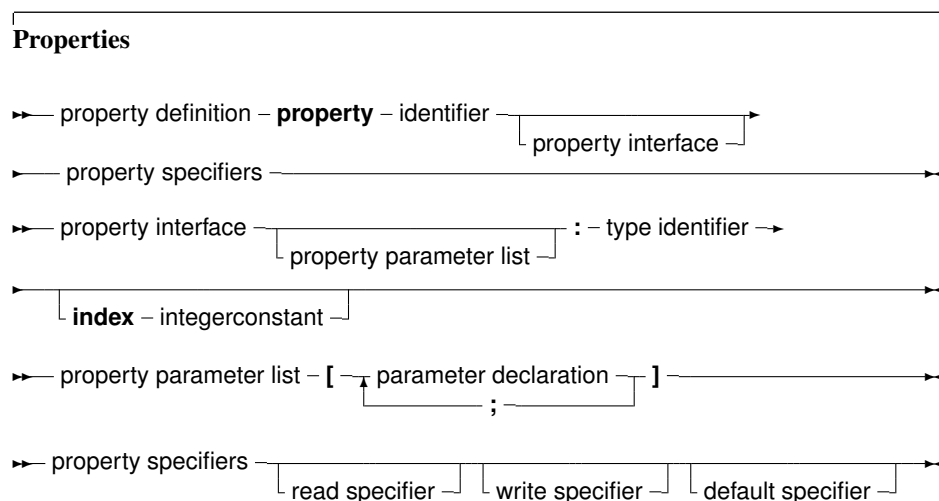 Properties
property definition – property – identifier
property interface
property specifiers
property interface : – type identifier
property parameter list
index – integerconstant
property parameter list – [ parameter declaration ]
;
property specifiers
read specifier write specifier default specifier